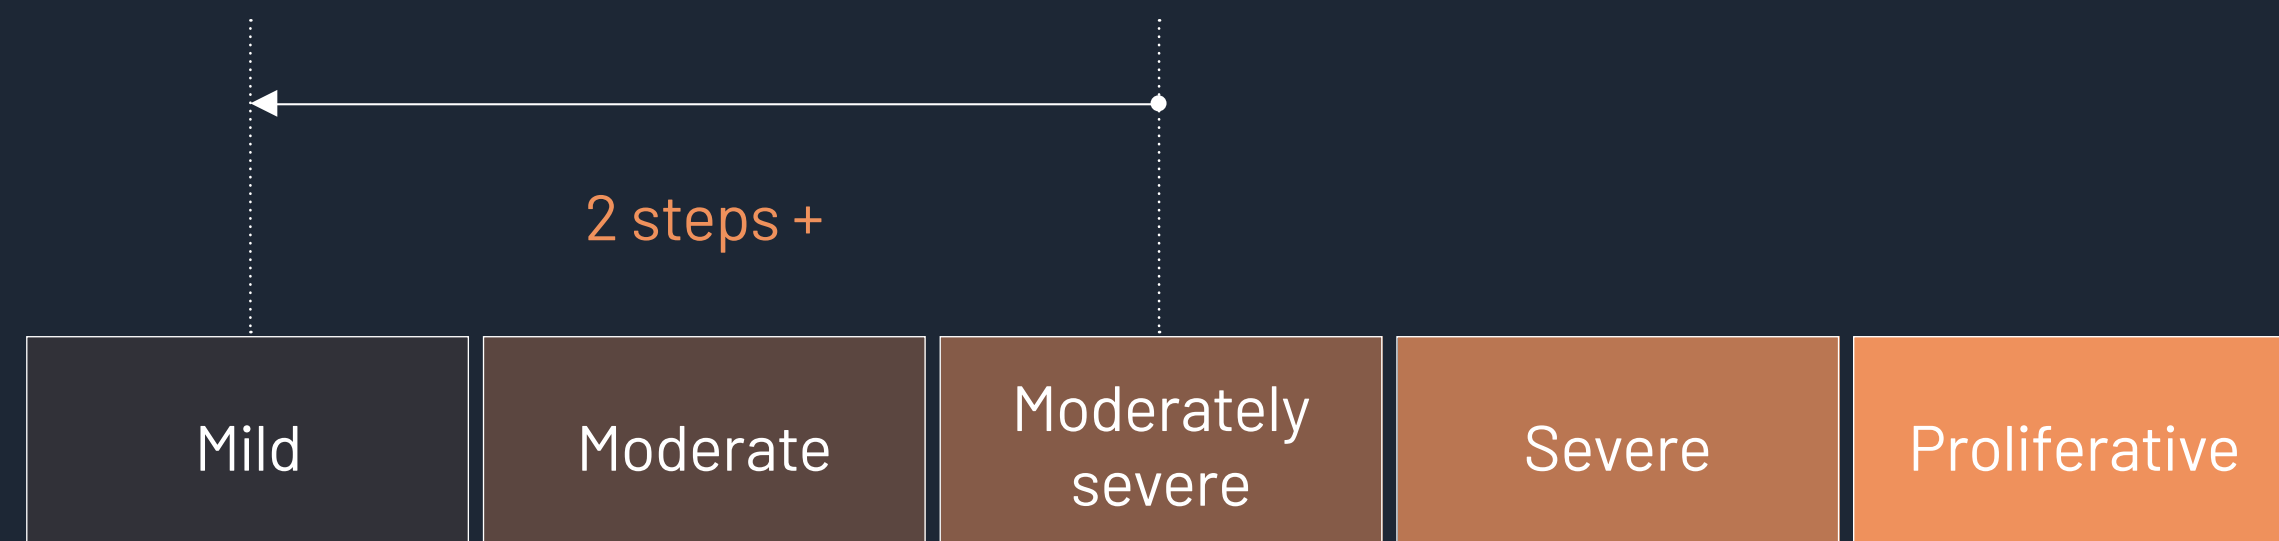 2 steps +
Mild
Moderate
Moderately
severe
Severe
Proliferative